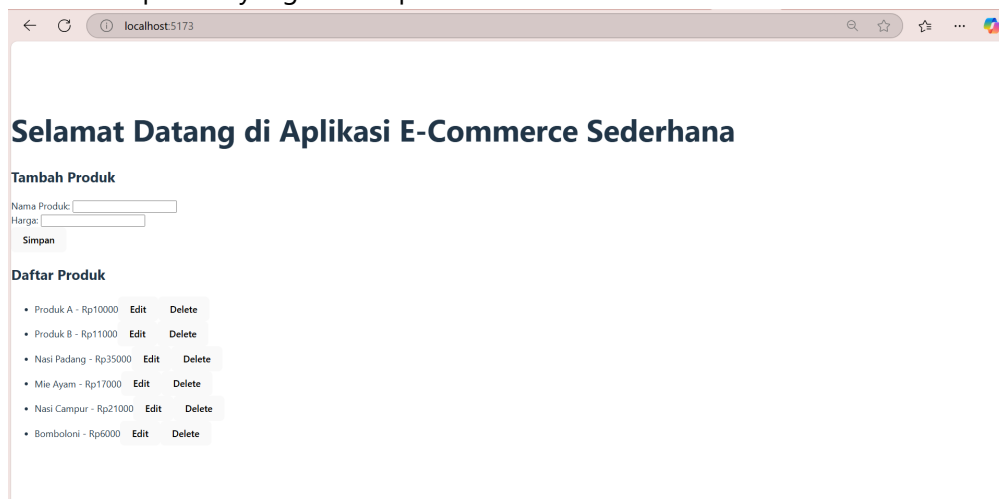 localhost:5173
Selamat Datang di Aplikasi E-Commerce Sederhana
Tambah Produk
Nama Produk:
Harga:
Simpan
Daftar Produk
• Produk A - Rp10000 Edit Delete
• Produk B - Rp11000 Edit Delete
• Nasi Padang - Rp35000 Edit Delete
• Mie Ayam - Rp17000 Edit Delete
• Nasi Campur - Rp21000 Edit Delete
• Bomboloni - Rp6000 Edit Delete